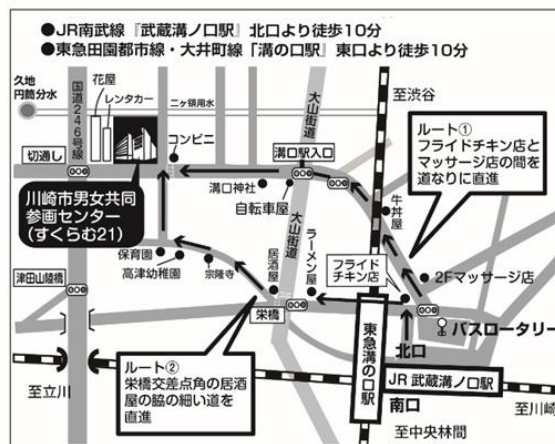 ●JR南武線『武蔵溝ノ口駅』北口より徒歩10分
●東急田園都市線・大井町線「溝の口駅」東口より徒歩10分
久地
円筒分水
国道246号線
花屋
レンタカー
二ヶ領用水
大山街道
至渋谷
ルート①
フライドチキン店と
マッサージ店の間を
道なりに直進
コンビニ
切通し
溝口駅入口
川崎市男女共同
参画センター
(すくらむ21)
溝口神社
自転車屋
牛丼屋
大山街道
ラーメン屋
居酒屋
フライド
チキン店
2Fマッサージ店
保育園
高津幼稚園
宗隆寺
津田山陸橋
栄橋
バスロータリー
北口
東急溝の口駅
JR 武蔵溝ノ口駅
南口
ルート②
栄橋交差点角の居酒
屋の脇の細い道を
直進
至立川
至川崎
至中央林間